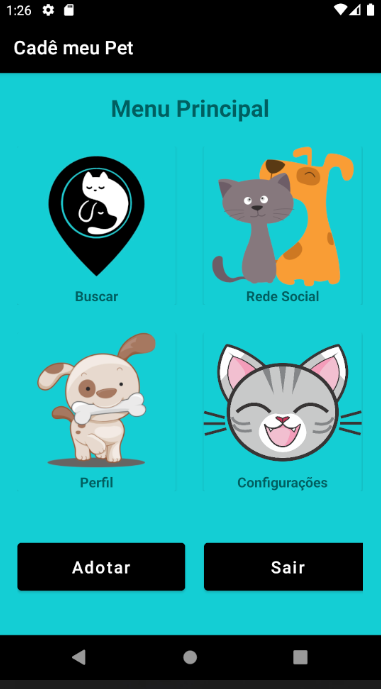 1:26
Cadê meu Pet
Menu Principal
Buscar
Rede Social
Perfil
Configurações
Adotar
Sair